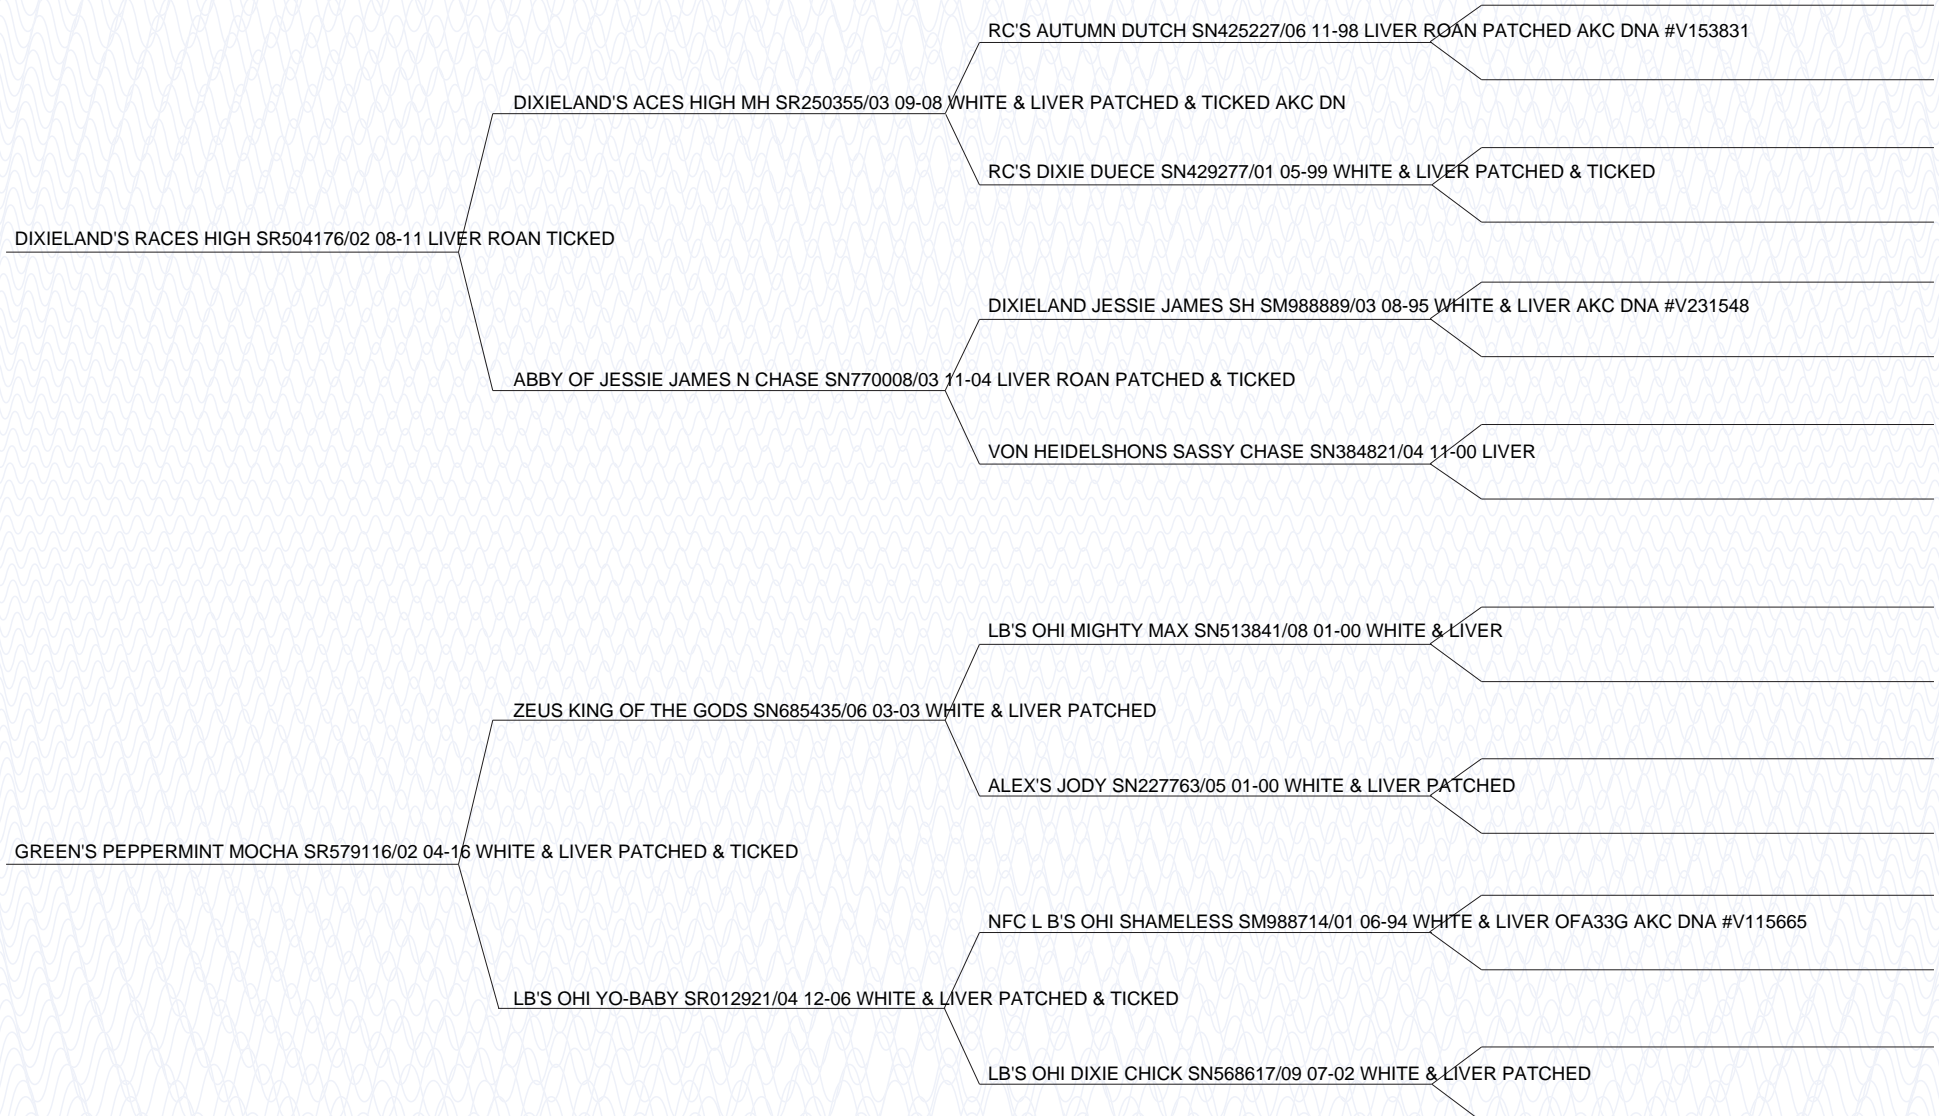 RC'S AUTUMN DUTCH SN425227/06 11-98 LIVER ROAN PATCHED AKC DNA #V153831
DIXIELAND'S ACES HIGH MH SR250355/03 09-08 WHITE & LIVER PATCHED & TICKED AKC DN
RC'S DIXIE DUECE SN429277/01 05-99 WHITE & LIVER PATCHED & TICKED
DIXIELAND'S RACES HIGH SR504176/02 08-11 LIVER ROAN TICKED
DIXIELAND JESSIE JAMES SH SM988889/03 08-95 WHITE & LIVER AKC DNA #V231548
ABBY OF JESSIE JAMES N CHASE SN770008/03 11-04 LIVER ROAN PATCHED & TICKED
VON HEIDELSHONS SASSY CHASE SN384821/04 11-00 LIVER
LB'S OHI MIGHTY MAX SN513841/08 01-00 WHITE & LIVER
ZEUS KING OF THE GODS SN685435/06 03-03 WHITE & LIVER PATCHED
ALEX'S JODY SN227763/05 01-00 WHITE & LIVER PATCHED
GREEN'S PEPPERMINT MOCHA SR579116/02 04-16 WHITE & LIVER PATCHED & TICKED
NFC L B'S OHI SHAMELESS SM988714/01 06-94 WHITE & LIVER OFA33G AKC DNA #V115665
LB'S OHI YO-BABY SR012921/04 12-06 WHITE & LIVER PATCHED & TICKED
LB'S OHI DIXIE CHICK SN568617/09 07-02 WHITE & LIVER PATCHED